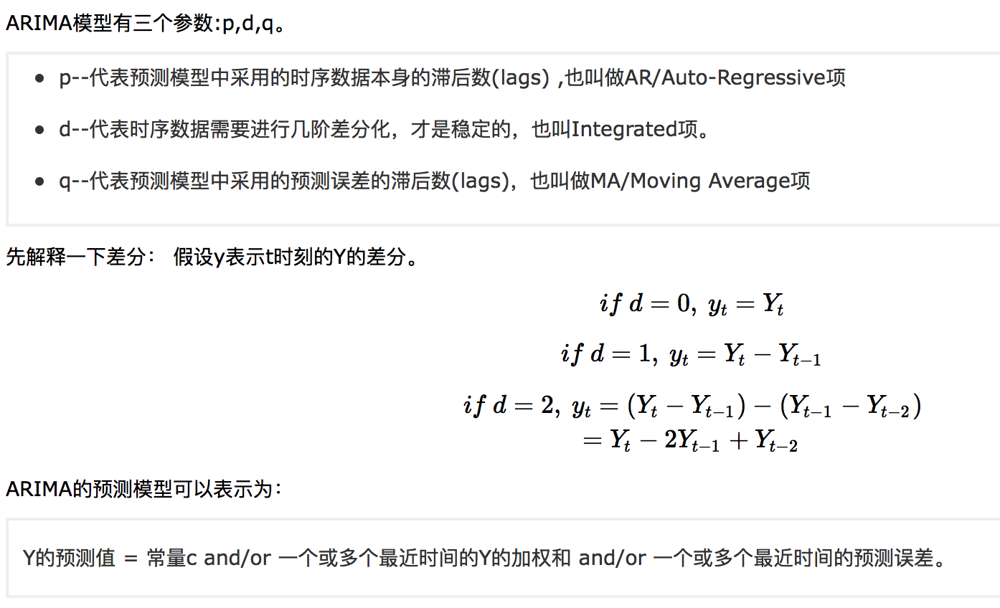 ARIMA模型有三个参数:p,d,q。
p--代表预测模型中采用的时序数据本身的滞后数(lags) ,也叫做AR/Auto-Regressive项
d--代表时序数据需要进行几阶差分化，才是稳定的，也叫Integrated项。
q--代表预测模型中采用的预测误差的滞后数(lags)，也叫做MA/Moving Average项
先解释一下差分： 假设y表示t时刻的Y的差分。
if d = 0, y_t = Y_t
if d = 1, y_t = Y_t − Y_{t−1}
if d = 2, y_t = (Y_t − Y_{t−1}) − (Y_{t−1} − Y_{t−2})
= Y_t − 2Y_{t−1} + Y_{t−2}
ARIMA的预测模型可以表示为：
Y的预测值 = 常量c and/or 一个或多个最近时间的Y的加权和 and/or 一个或多个最近时间的预测误差。